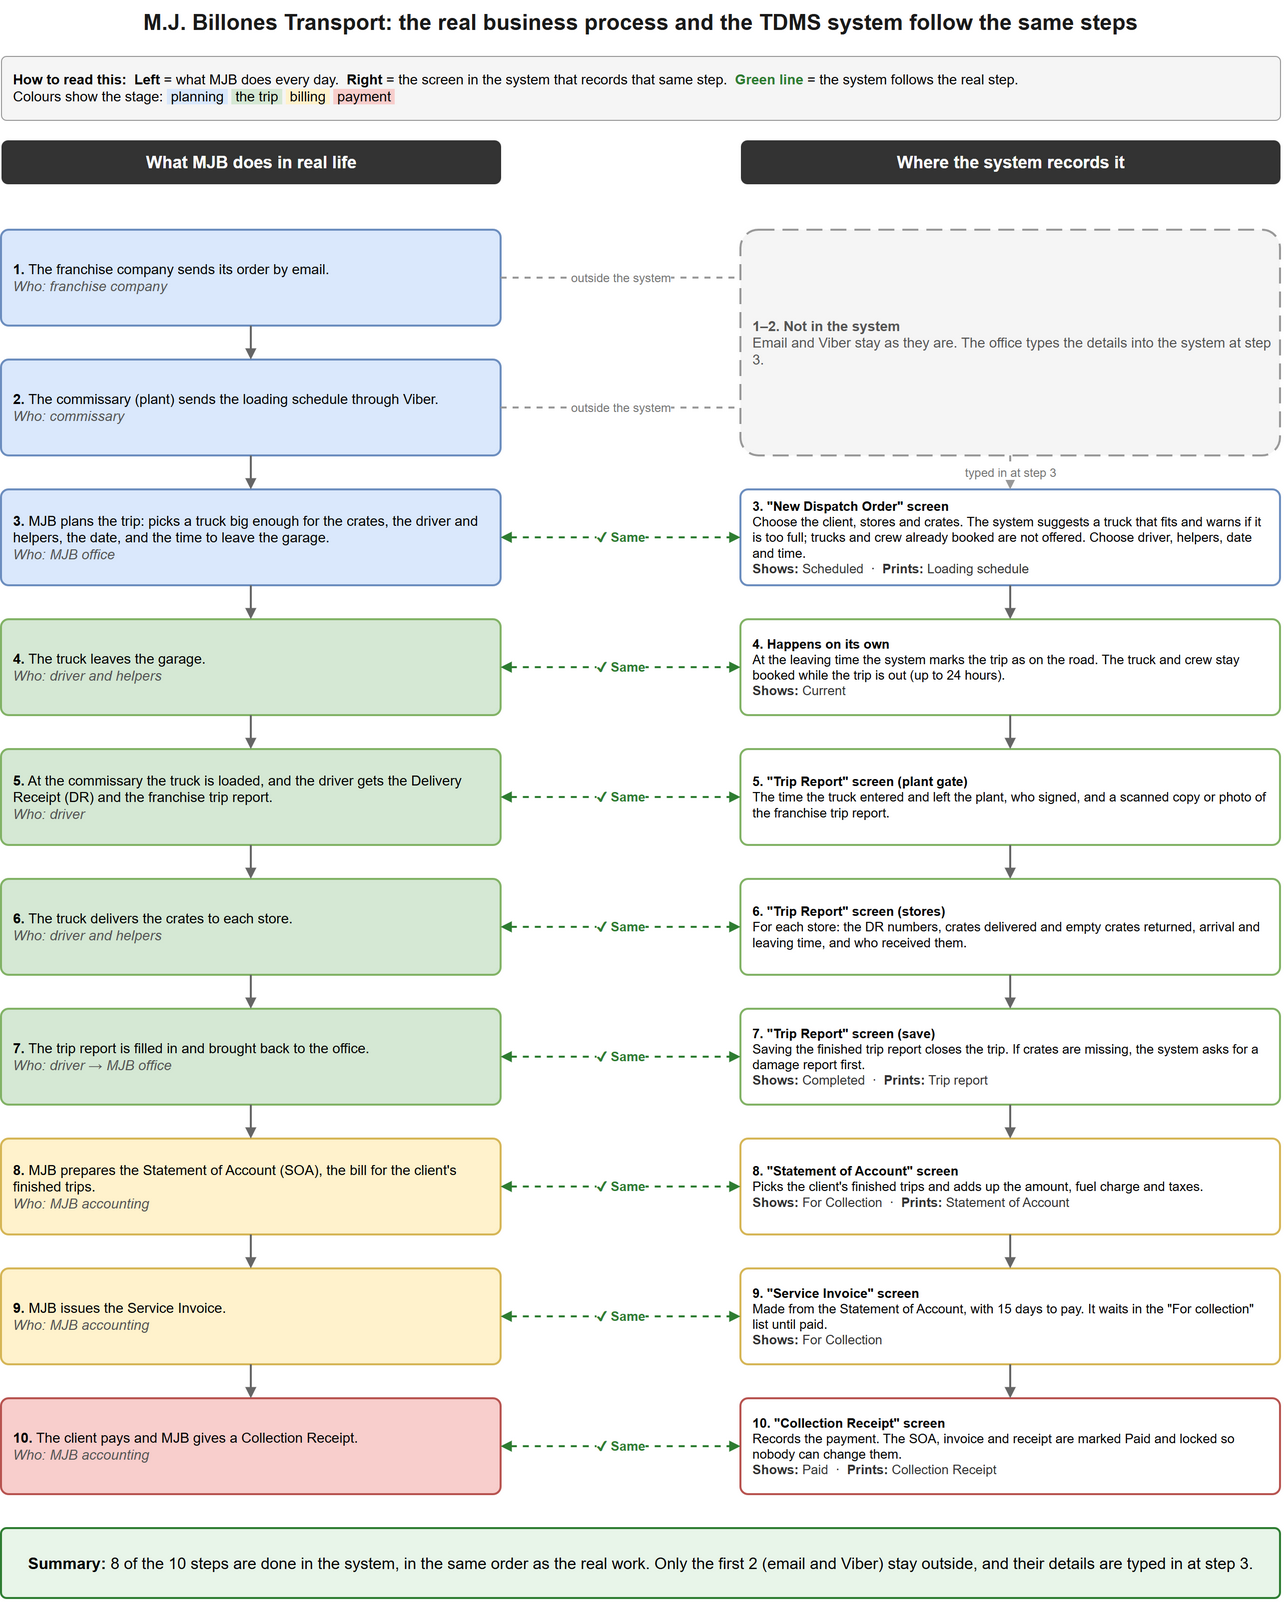 M.J. Billones Transport: the real business process and the TDMS system follow the same steps
How to read this: Left = what MJB does every day. Right = the screen in the system that records that same step. Green line = the system follows the real step.
Colours show the stage: planning the trip billing payment
What MJB does in real life
Where the system records it
1. The franchise company sends its order by email.
Who: franchise company
outside the system
1–2. Not in the system
Email and Viber stay as they are. The office types the details into the system at step
3.
2. The commissary (plant) sends the loading schedule through Viber.
Who: commissary
outside the system
typed in at step 3
3. MJB plans the trip: picks a truck big enough for the crates, the driver and
helpers, the date, and the time to leave the garage.
Who: MJB office
✓ Same
3. "New Dispatch Order" screen
Choose the client, stores and crates. The system suggests a truck that fits and warns if it
is too full; trucks and crew already booked are not offered. Choose driver, helpers, date
and time.
Shows: Scheduled · Prints: Loading schedule
4. The truck leaves the garage.
Who: driver and helpers
✓ Same
4. Happens on its own
At the leaving time the system marks the trip as on the road. The truck and crew stay
booked while the trip is out (up to 24 hours).
Shows: Current
5. At the commissary the truck is loaded, and the driver gets the Delivery
Receipt (DR) and the franchise trip report.
Who: driver
✓ Same
5. "Trip Report" screen (plant gate)
The time the truck entered and left the plant, who signed, and a scanned copy or photo of
the franchise trip report.
6. The truck delivers the crates to each store.
Who: driver and helpers
✓ Same
6. "Trip Report" screen (stores)
For each store: the DR numbers, crates delivered and empty crates returned, arrival and
leaving time, and who received them.
7. The trip report is filled in and brought back to the office.
Who: driver → MJB office
✓ Same
7. "Trip Report" screen (save)
Saving the finished trip report closes the trip. If crates are missing, the system asks for a
damage report first.
Shows: Completed · Prints: Trip report
8. MJB prepares the Statement of Account (SOA), the bill for the client's
finished trips.
Who: MJB accounting
✓ Same
8. "Statement of Account" screen
Picks the client's finished trips and adds up the amount, fuel charge and taxes.
Shows: For Collection · Prints: Statement of Account
9. MJB issues the Service Invoice.
Who: MJB accounting
✓ Same
9. "Service Invoice" screen
Made from the Statement of Account, with 15 days to pay. It waits in the "For collection"
list until paid.
Shows: For Collection
10. The client pays and MJB gives a Collection Receipt.
Who: MJB accounting
✓ Same
10. "Collection Receipt" screen
Records the payment. The SOA, invoice and receipt are marked Paid and locked so
nobody can change them.
Shows: Paid · Prints: Collection Receipt
Summary: 8 of the 10 steps are done in the system, in the same order as the real work. Only the first 2 (email and Viber) stay outside, and their details are typed in at step 3.